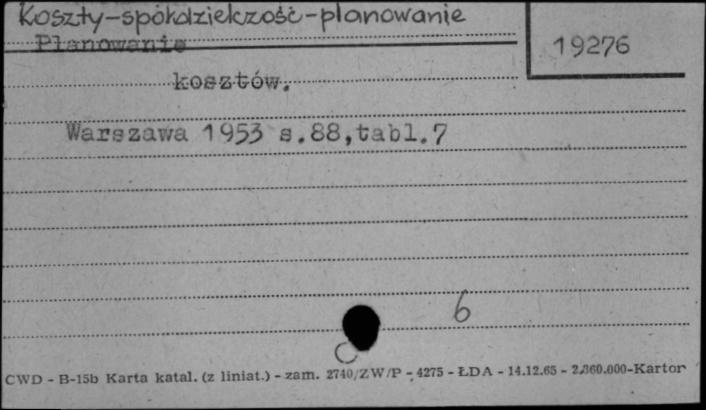 Koszty-spółdzielczość-planowanie
19276
Planowanie
kosztów.
Warszawa 1953 s.88,tabl.7
6
CWD - B-15b Karta katal. (z liniat.) - zam. 2740/ZW/P - 4275 - ŁDA - 14.12.65 - 2.360.000-Karton